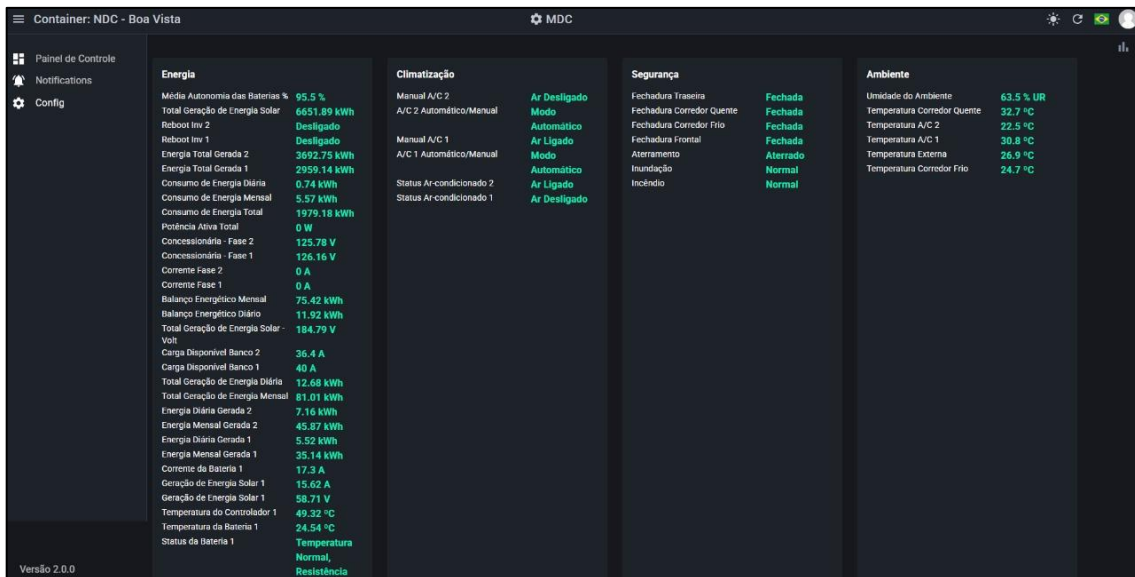 Container: NDC - Boa Vista
MDC
Painel de Controle
Notifications
Config
Versão 2.0.0
Energia
Média Autonomia das Baterias % 95.5 %
Total Geração de Energia Solar 6651.89 kWh
Reboot Inv 2 Desligado
Reboot Inv 1 Desligado
Energia Total Gerada 2 3692.75 kWh
Energia Total Gerada 1 2959.14 kWh
Consumo de Energia Diária 0.74 kWh
Consumo de Energia Mensal 5.57 kWh
Consumo de Energia Total 1979.18 kWh
Potência Ativa Total 0 W
Concessionária - Fase 2 125.78 V
Concessionária - Fase 1 126.16 V
Corrente Fase 2 0 A
Corrente Fase 1 0 A
Balanço Energético Mensal 75.42 kWh
Balanço Energético Diário 11.92 kWh
Total Geração de Energia Solar - 184.79 V
Volt
Carga Disponível Banco 2 36.4 A
Carga Disponível Banco 1 40 A
Total Geração de Energia Diária 12.68 kWh
Total Geração de Energia Mensal 81.01 kWh
Energia Diária Gerada 2 7.16 kWh
Energia Mensal Gerada 2 45.87 kWh
Energia Diária Gerada 1 5.52 kWh
Energia Mensal Gerada 1 35.14 kWh
Corrente da Bateria 1 17.3 A
Geração de Energia Solar 1 15.62 A
Geração de Energia Solar 1 58.71 V
Temperatura do Controlador 1 49.32 ºC
Temperatura da Bateria 1 24.54 ºC
Status da Bateria 1 Temperatura
Normal,
Resistência
Climatização
Manual A/C 2 Ar Desligado
A/C 2 Automático/Manual Modo
Automático
Manual A/C 1 Ar Ligado
A/C 1 Automático/Manual Modo
Automático
Status Ar-condicionado 2 Ar Ligado
Status Ar-condicionado 1 Ar Desligado
Segurança
Fechadura Traseira Fechada
Fechadura Corredor Quente Fechada
Fechadura Corredor Frio Fechada
Fechadura Frontal Fechada
Aterramento Aterrado
Inundação Normal
Incêndio Normal
Ambiente
Umidade do Ambiente 63.5 % UR
Temperatura Corredor Quente 32.7 ºC
Temperatura A/C 2 22.5 ºC
Temperatura A/C 1 30.8 ºC
Temperatura Externa 26.9 ºC
Temperatura Corredor Frio 24.7 ºC